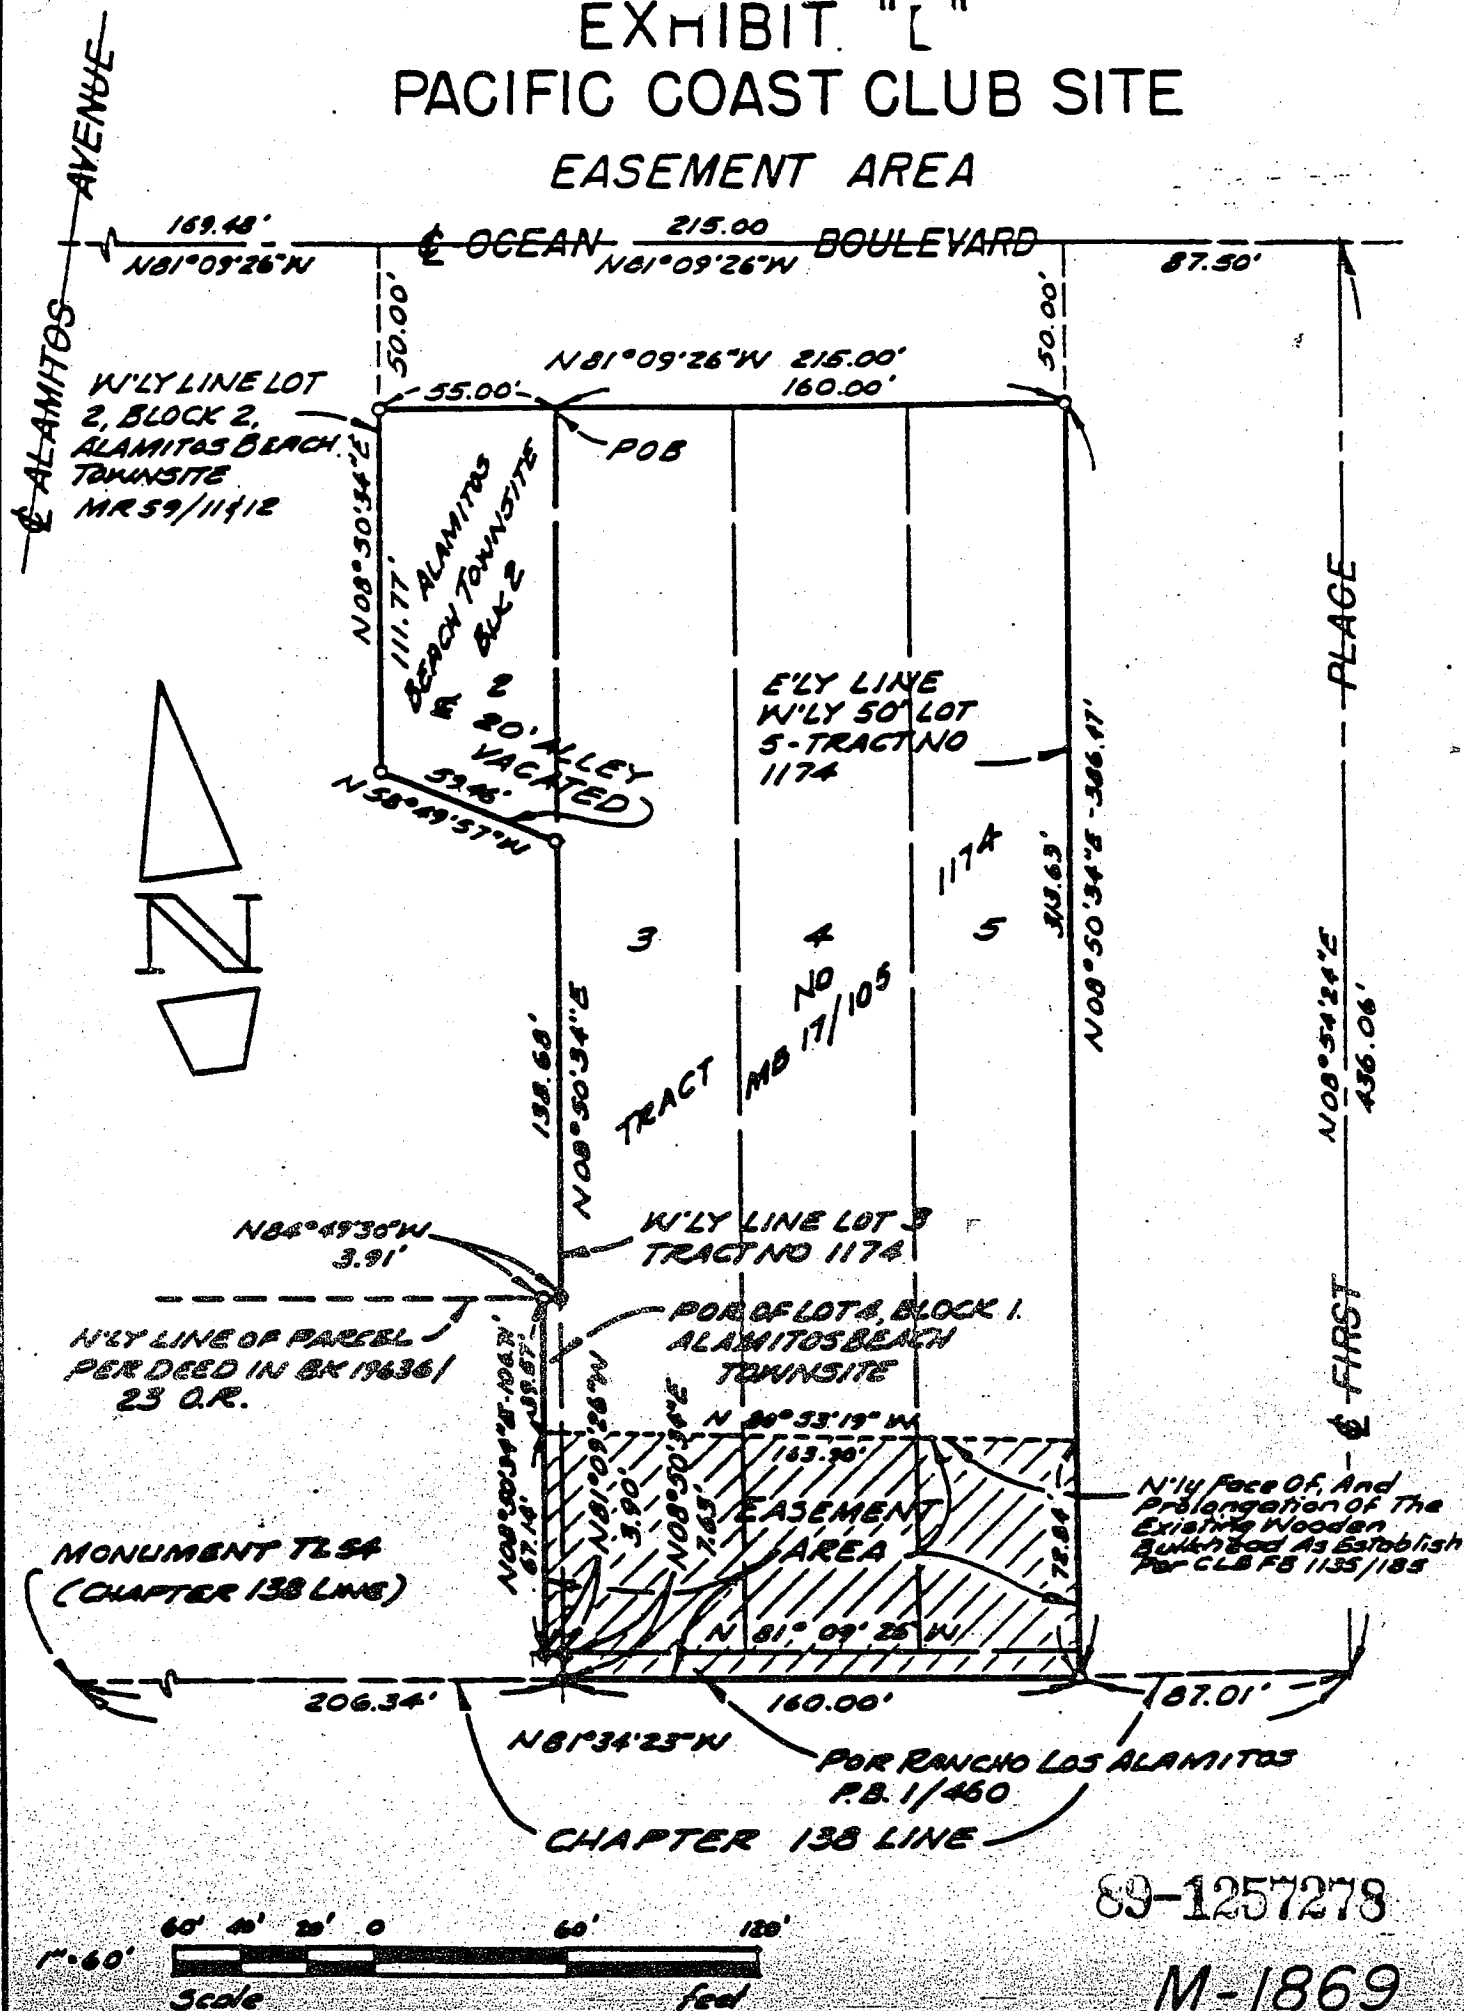 EXHIBIT "L"
PACIFIC COAST CLUB SITE
EASEMENT AREA
℄ ALAMITOS AVENUE
169.48'
N81°09'26"W
℄ OCEAN BOULEVARD
215.00
N81°09'26"W
87.50'
50.00'
50.00'
N81°09'26"W 215.00'
55.00'
160.00'
POB
W'LY LINE LOT
2, BLOCK 2,
ALAMITOS BEACH
TOWNSITE
MR 59/11&12
N08°50'34"E
111.77'
ALAMITOS
BEACH TOWNSITE
BLK 2
2
20' ALLEY
VACATED
59.46'
N58°49'57"W
E'LY LINE
W'LY 50' LOT
5-TRACT NO
1174
N08°50'34"E-386.47'
313.63'
℄ FIRST PLACE
N08°54'24"E
436.06'
N
3
4
5
TRACT NO 1174
MB 17/105
138.68'
N08°50'34"E
N84°49'30"W
3.91'
W'LY LINE LOT 3
TRACT NO 1174
N'LY LINE OF PARCEL
PER DEED IN BK 19636/
23 O.R.
POR OF LOT 4, BLOCK 1.
ALAMITOS BEACH
TOWNSITE
67.14'
N81°09'26"W
3.90'
N08°50'34"E
7.63'
163.90'
EASEMENT
AREA
72.84'
N'ly Face Of, And
Prolongation Of The
Existing Wooden
Bulkhead As Establish
Per CLB FB 1135/185
MONUMENT TL 54
(CHAPTER 138 LINE)
N 81° 09' 26" W
206.34'
160.00'
87.01'
N81°34'23"W
POR RANCHO LOS ALAMITOS
P.B. 1/460
CHAPTER 138 LINE
89-1257278
60' 40' 20' 0 60' 120'
1"=60'
Scale feet
M-1869